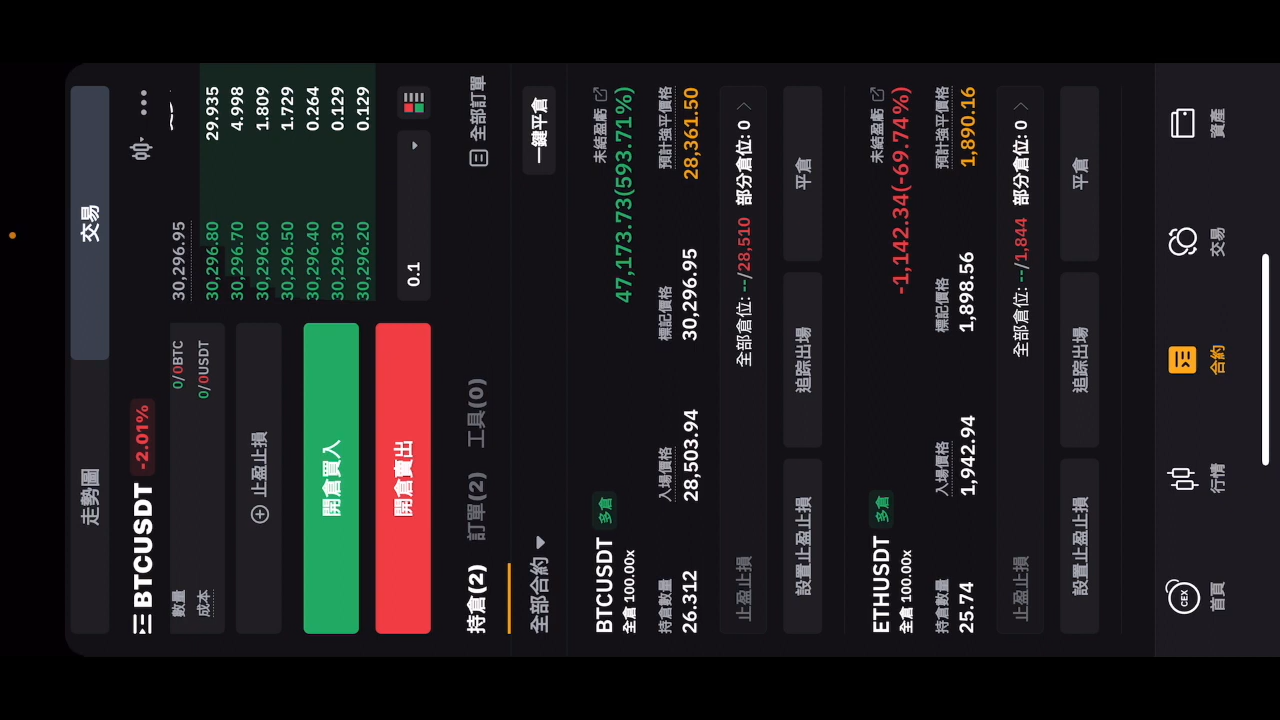 走勢圖
交易
BTCUSDT -2.01%
數量 0/0BTC
成本 0/0USDT
止盈止損
開倉買入
開倉賣出
30,296.95
30,296.80 29.935
30,296.70 4.998
30,296.60 1.809
30,296.50 1.729
30,296.40 0.264
30,296.30 0.129
30,296.20 0.129
0.1
持倉(2) 訂單(2) 工具(0) 全部訂單
全部合約 一鍵平倉
BTCUSDT 多倉 未結盈虧
全倉 100.00x 47,173.73(593.71%)
持倉數量 入場價格 標記價格 預計強平價格
26.312 28,503.94 30,296.95 28,361.50
止盈止損 全部倉位: --/28,510 部分倉位: 0
設置止盈止損 追踪出場 平倉
ETHUSDT 多倉 未結盈虧
全倉 100.00x -1,142.34(-69.74%)
持倉數量 入場價格 標記價格 預計強平價格
25.74 1,942.94 1,898.56 1,890.16
止盈止損 全部倉位: --/1,844 部分倉位: 0
設置止盈止損 追踪出場 平倉
CEX
首頁 行情 合約 交易 資產